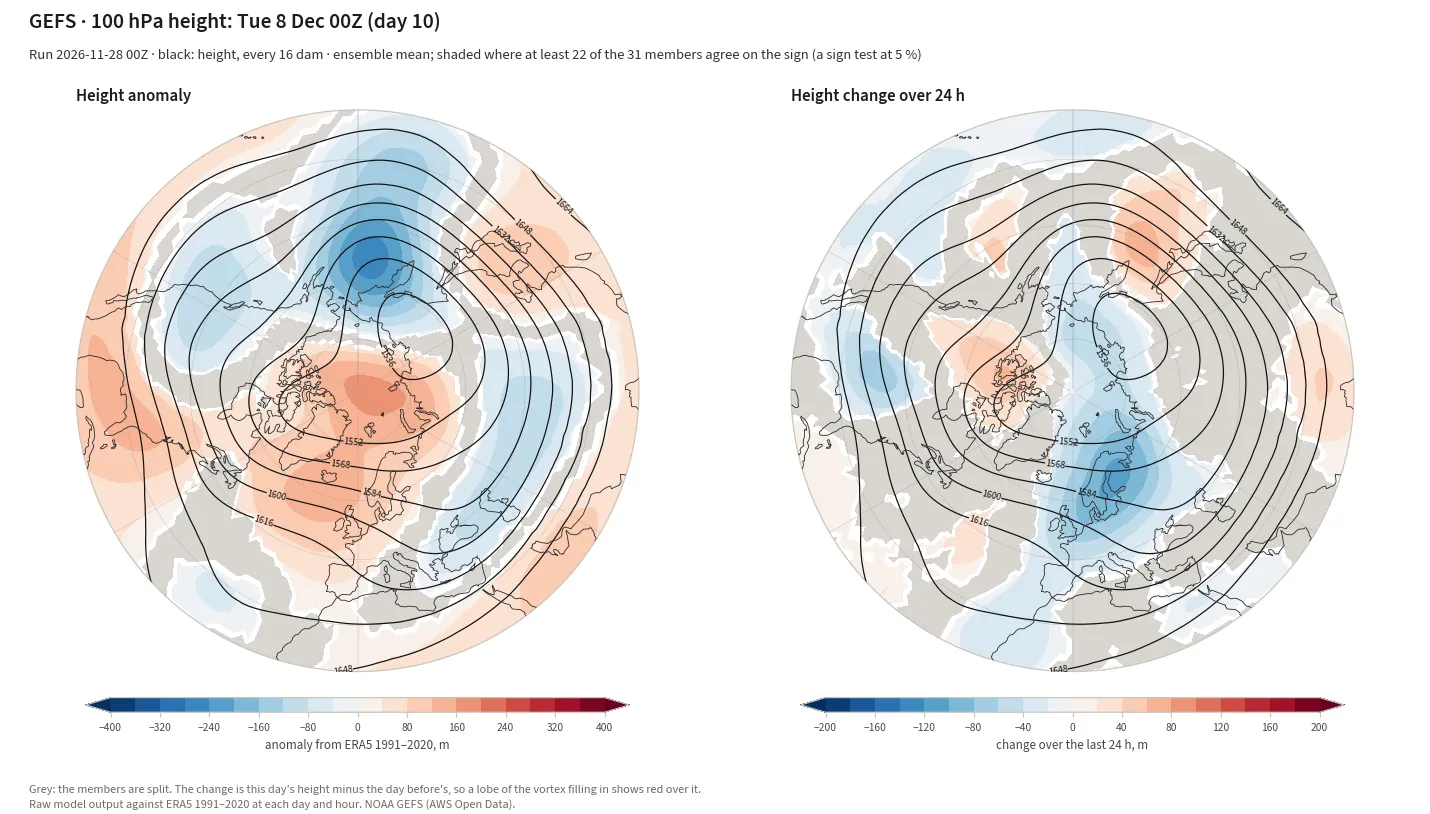 GEFS · 100 hPa height: Tue 8 Dec 00Z (day 10)
Run 2026-11-28 00Z · black: height, every 16 dam · ensemble mean; shaded where at least 22 of the 31 members agree on the sign (a sign test at 5 %)
Height anomaly
Height change over 24 h
1664
1648
1632
1536
1552
1568
1584
1600
1616
1648
1664
1648
1632
1536
1552
1568
1584
1600
1616
1648
−400 −320 −240 −160 −80 0 80 160 240 320 400
anomaly from ERA5 1991–2020, m
−200 −160 −120 −80 −40 0 40 80 120 160 200
change over the last 24 h, m
Grey: the members are split. The change is this day's height minus the day before's, so a lobe of the vortex filling in shows red over it.
Raw model output against ERA5 1991–2020 at each day and hour. NOAA GEFS (AWS Open Data).